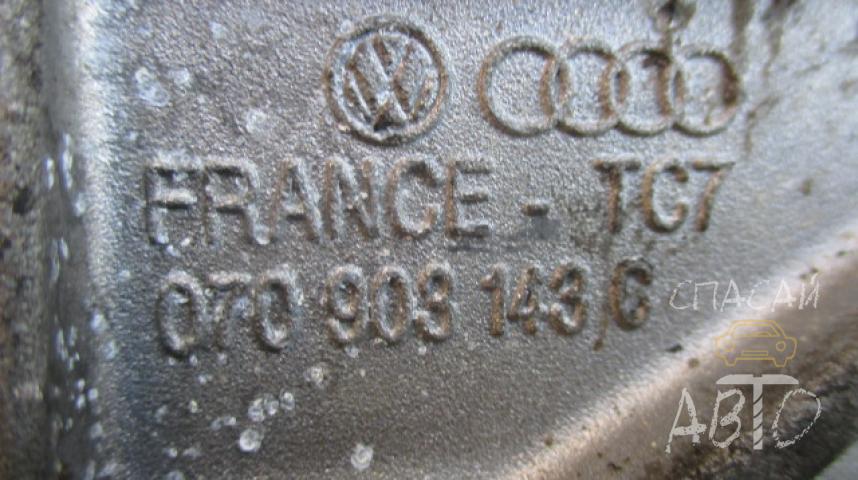 FRANCE - TC7
070 903 143 C
СПАСАЙ
АВТО